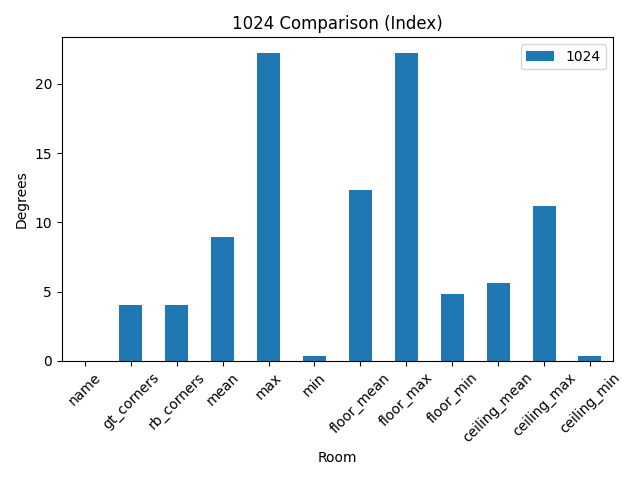 1024 Comparison (Index)
1024
Degrees
20
15
10
5
0
name
gt_corners
rb_corners
mean
max
min
floor_mean
floor_max
floor_min
ceiling_mean
ceiling_max
ceiling_min
Room